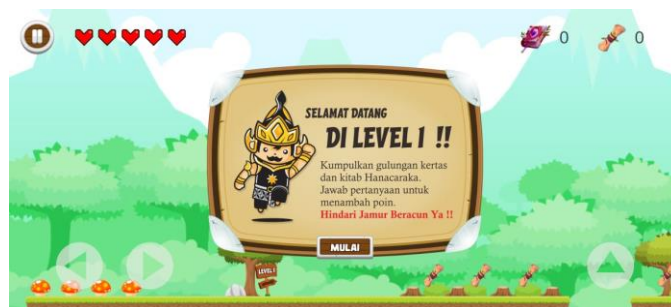 0
0
SELAMAT DATANG
DI LEVEL 1 !!
Kumpulkan gulungan kertas
dan kitab Hanacaraka.
Jawab pertanyaan untuk
menambah poin.
Hindari Jamur Beracun Ya !!
MULAI
LEVEL 1